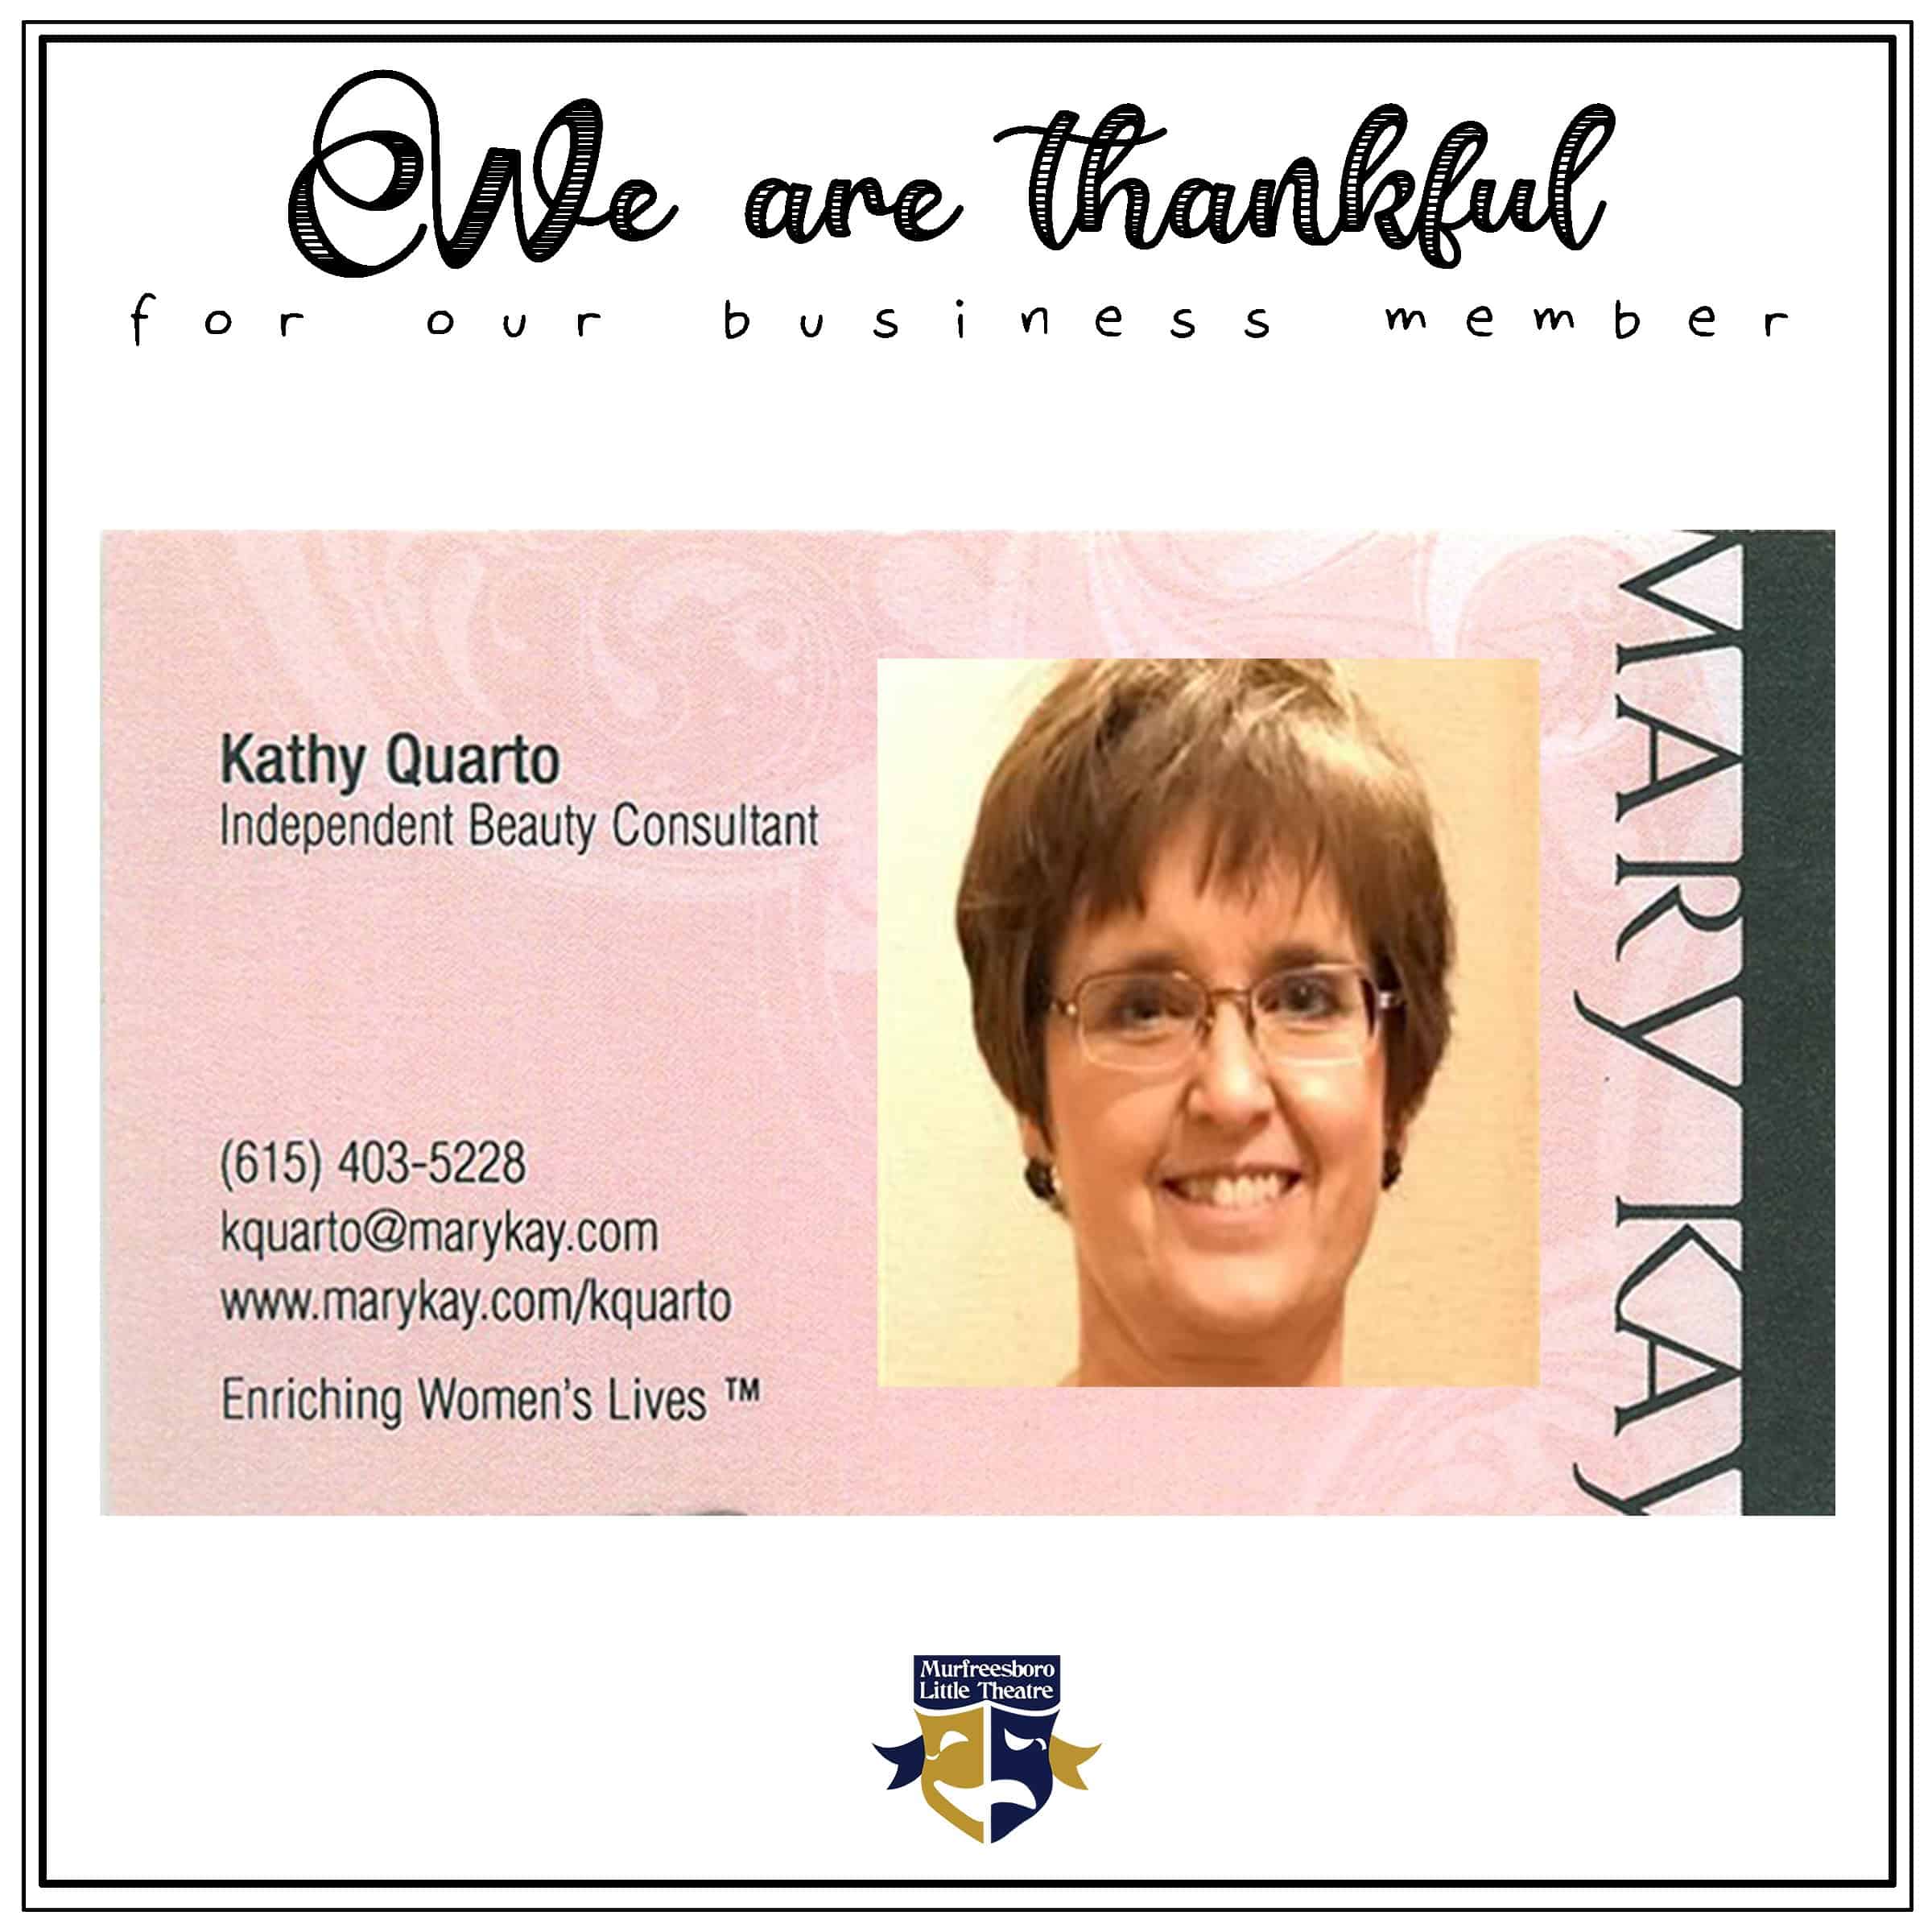 We are thankful
for our business member
Kathy Quarto
Independent Beauty Consultant
(615) 403-5228
kquarto@marykay.com
www.marykay.com/kquarto
Enriching Women's Lives ™
MARY KAY
Murfreesboro
Little Theatre